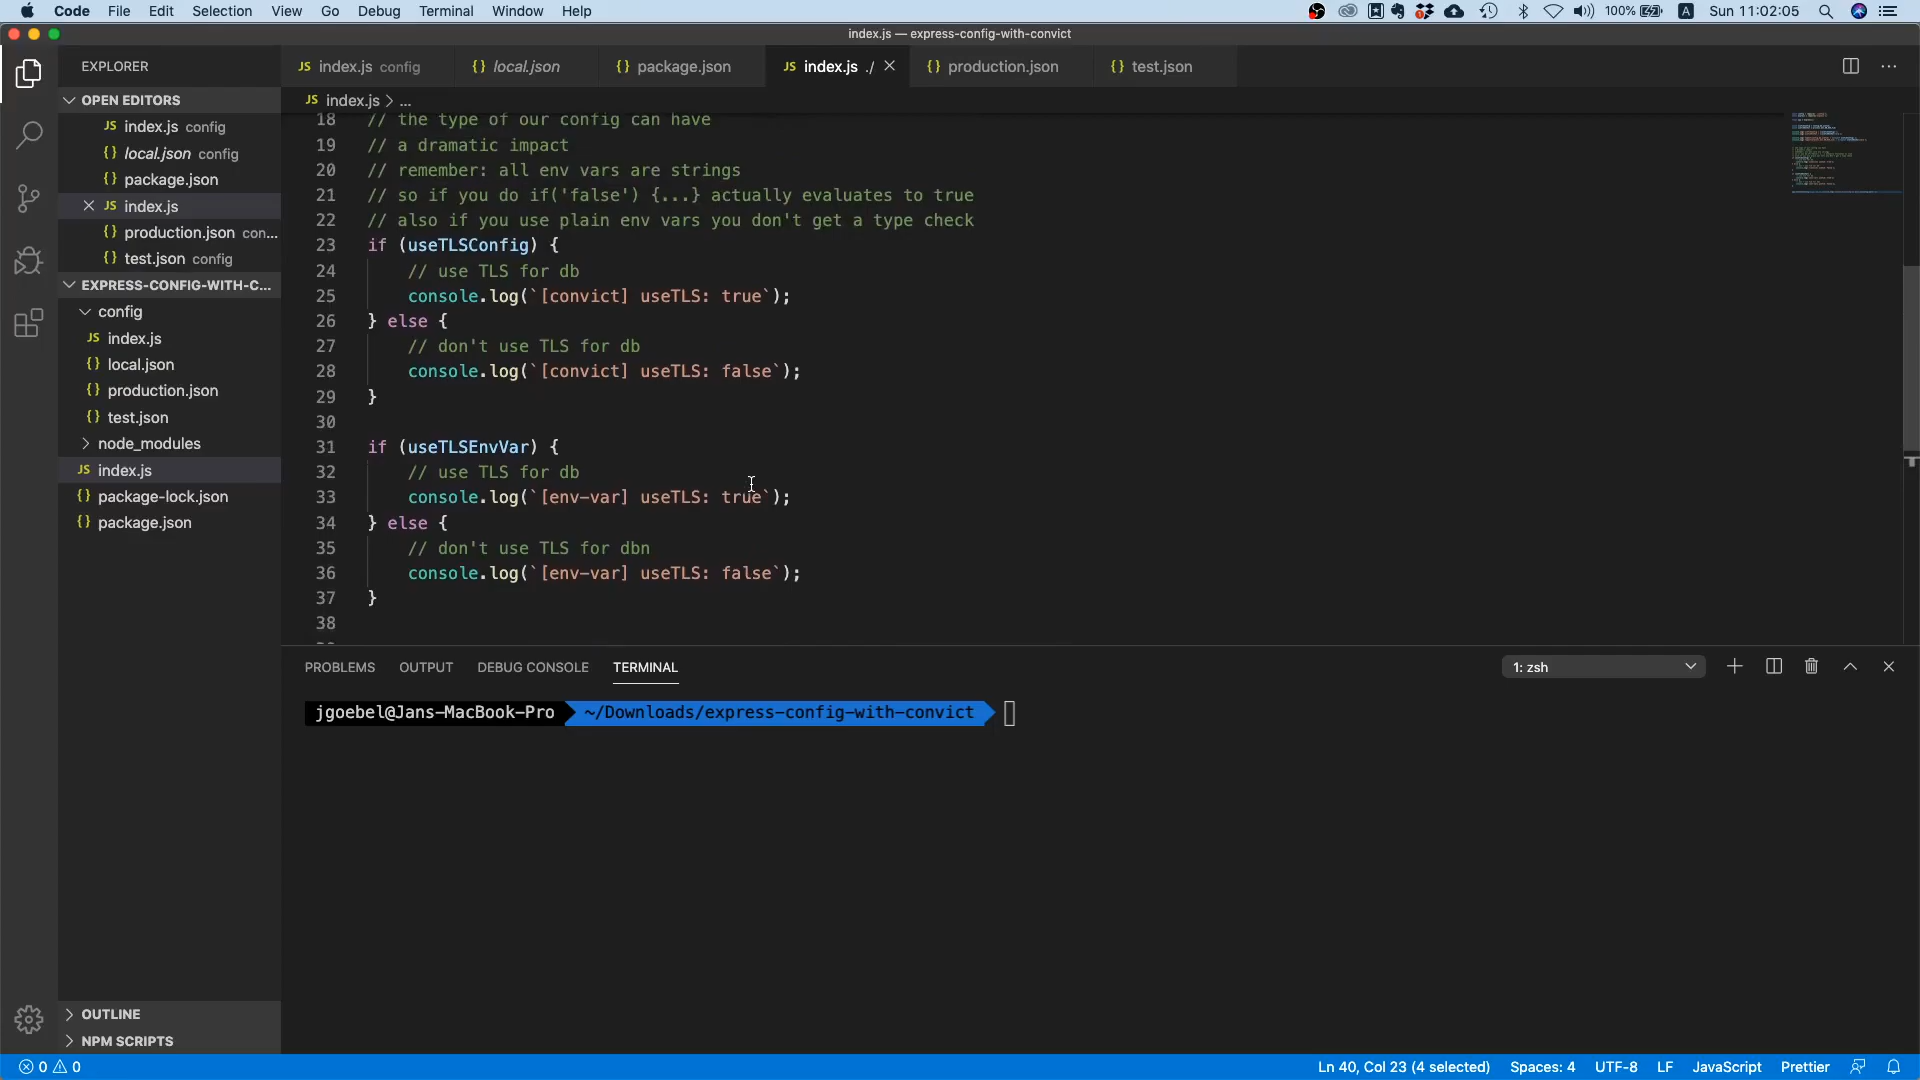 Code File Edit Selection View Go Debug Terminal Window Help 100% A Sun 11:02:05
index.js — express-config-with-convict
EXPLORER
JS index.js config {} local.json {} package.json JS index.js ./ {} production.json {} test.json
OPEN EDITORS
JS index.js config
{} local.json config
{} package.json
JS index.js
{} production.json con...
{} test.json config
EXPRESS-CONFIG-WITH-C...
config
JS index.js
{} local.json
{} production.json
{} test.json
node_modules
JS index.js
{} package-lock.json
{} package.json
OUTLINE
NPM SCRIPTS
JS index.js > ...
18 // the type of our config can have
19 // a dramatic impact
20 // remember: all env vars are strings
21 // so if you do if('false') {...} actually evaluates to true
22 // also if you use plain env vars you don't get a type check
23 if (useTLSConfig) {
24 // use TLS for db
25 console.log(`[convict] useTLS: true`);
26 } else {
27 // don't use TLS for db
28 console.log(`[convict] useTLS: false`);
29 }
30
31 if (useTLSEnvVar) {
32 // use TLS for db
33 console.log(`[env-var] useTLS: true`);
34 } else {
35 // don't use TLS for dbn
36 console.log(`[env-var] useTLS: false`);
37 }
38
PROBLEMS OUTPUT DEBUG CONSOLE TERMINAL 1: zsh
jgoebel@Jans-MacBook-Pro ~/Downloads/express-config-with-convict
0 0 Ln 40, Col 23 (4 selected) Spaces: 4 UTF-8 LF JavaScript Prettier